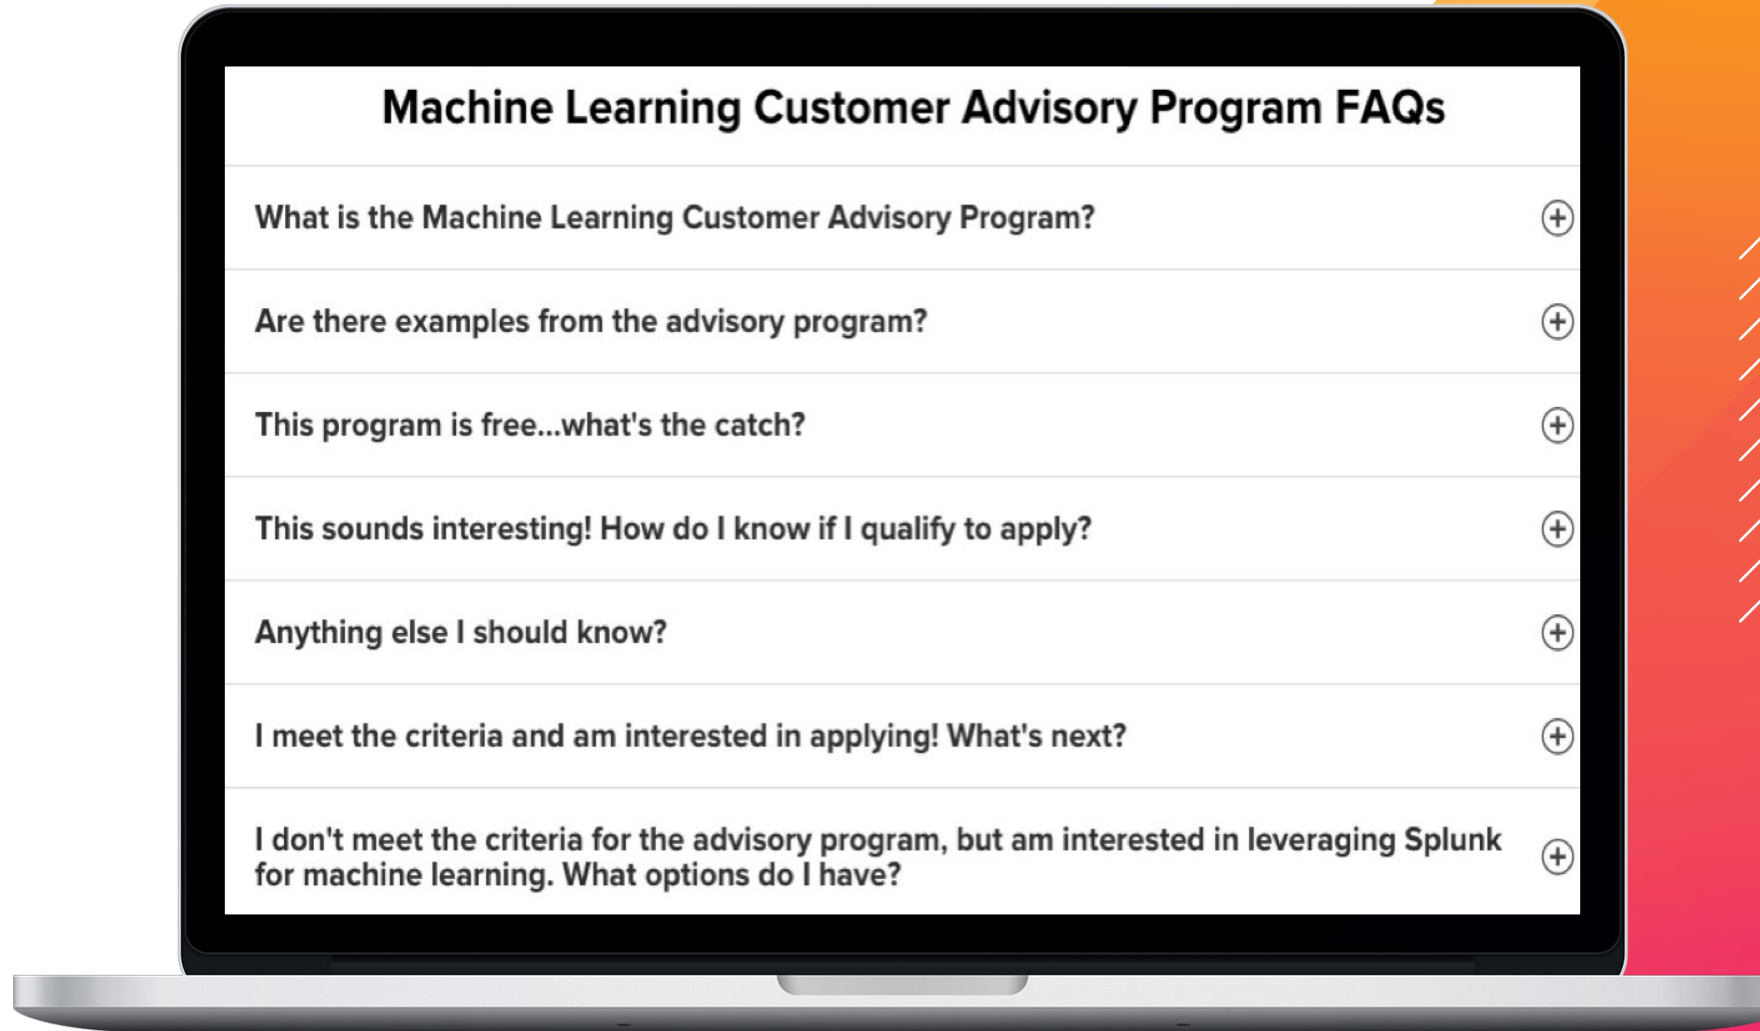 Machine Learning Customer Advisory Program FAQs
What is the Machine Learning Customer Advisory Program?
Are there examples from the advisory program?
This program is free...what's the catch?
This sounds interesting! How do I know if I qualify to apply?
Anything else I should know?
I meet the criteria and am interested in applying! What's next?
I don't meet the criteria for the advisory program, but am interested in leveraging Splunk
for machine learning. What options do I have?